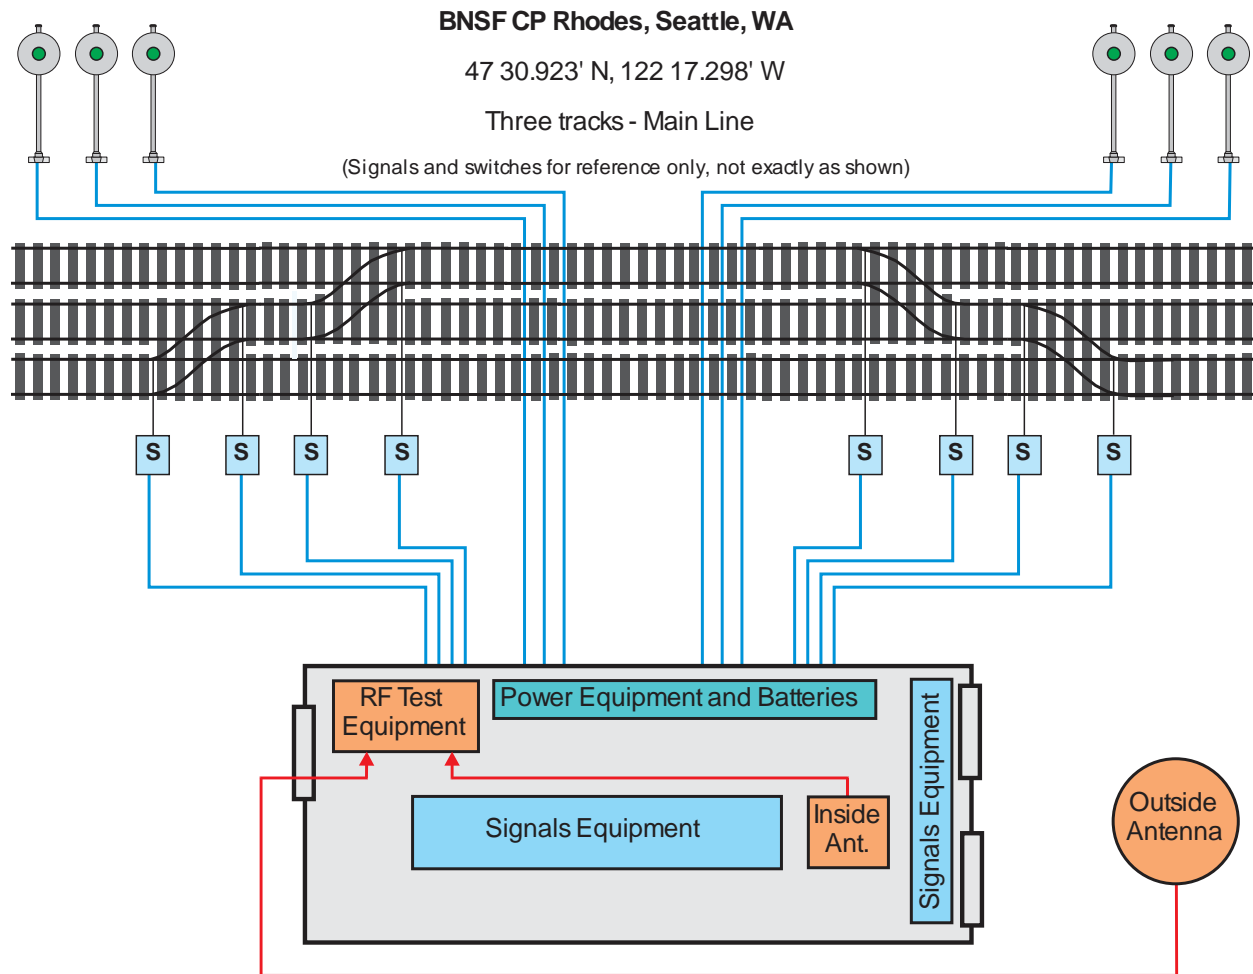 BNSF CP Rhodes, Seattle, WA
47 30.923' N, 122 17.298' W
Three tracks - Main Line
(Signals and switches for reference only, not exactly as shown)
S
S
S
S
S
S
S
S
RF Test
Equipment
Power Equipment and Batteries
Signals Equipment
Inside
Ant.
Signals Equipment
Outside
Antenna